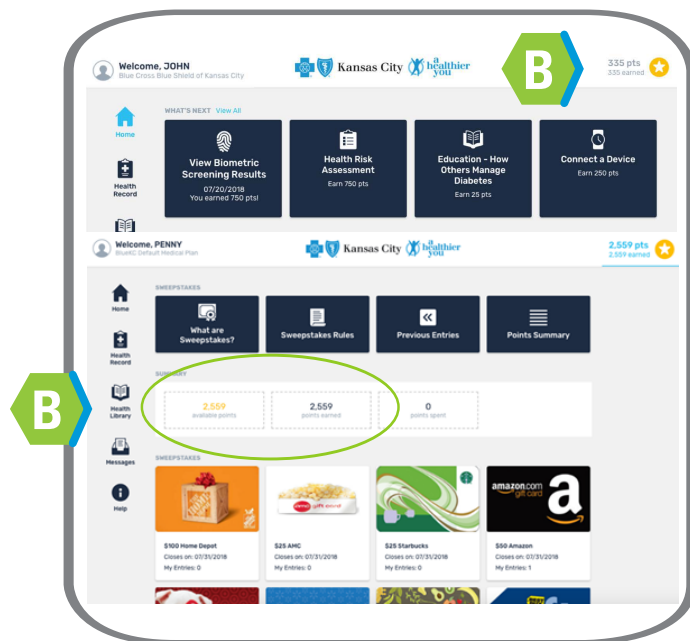 B
Welcome, JOHN
Blue Cross Blue Shield of Kansas City
Kansas City
a healthier you
335 pts
335 earned
WHAT'S NEXT View All
Home
Health Record
View Biometric
Screening Results
07/20/2018
You earned 750 pts!
Health Risk
Assessment
Earn 750 pts
Education - How
Others Manage
Diabetes
Earn 25 pts
Connect a Device
Earn 250 pts
Welcome, PENNY
BlueKC Default Medical Plan
Kansas City
a healthier you
2,559 pts
2,559 earned
Home
Health
Record
Health
Library
Messages
Help
B
SWEEPSTAKES
What are
Sweepstakes?
Sweepstakes Rules
Previous Entries
Points Summary
SUMMARY
2,559
available points
2,559
points earned
0
points spent
SWEEPSTAKES
gift card
amazon.com
gift card
a
$100 Home Depot
Closes on: 07/31/2018
My Entries: 0
$25 AMC
Closes on: 07/31/2018
My Entries: 0
$25 Starbucks
Closes on: 07/31/2018
My Entries: 0
$50 Amazon
Closes on: 07/31/2018
My Entries: 1